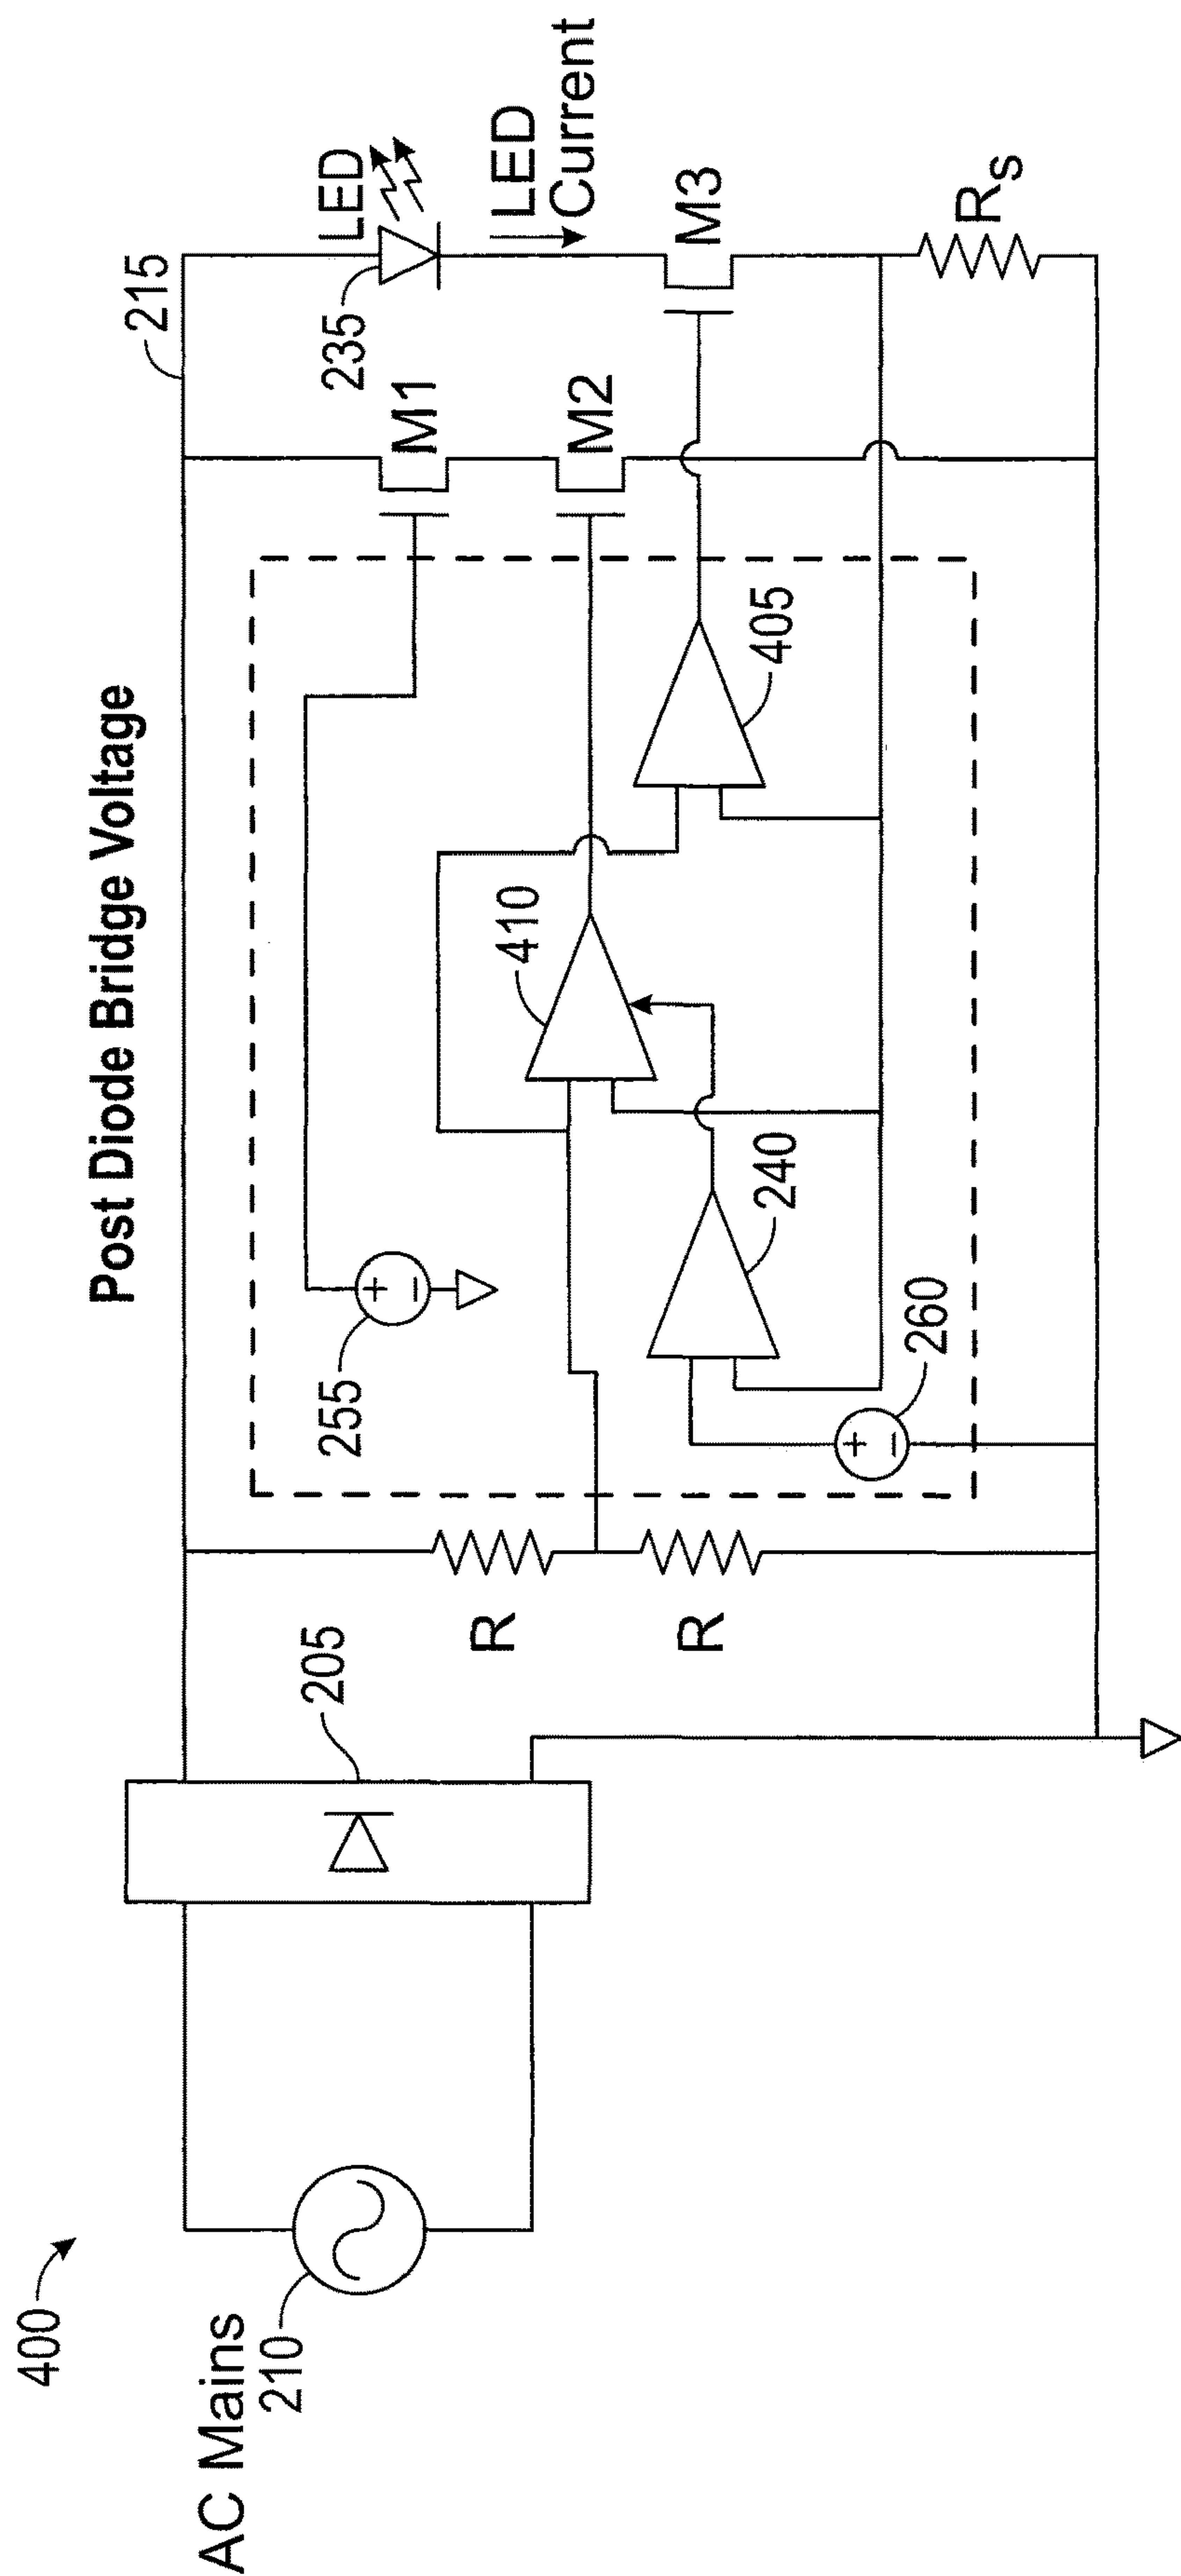 400
AC Mains
210
205
Post Diode Bridge Voltage
215
R
R
255
410
240
260
405
M1
M2
235
LED
LED
Current
M3
Rs